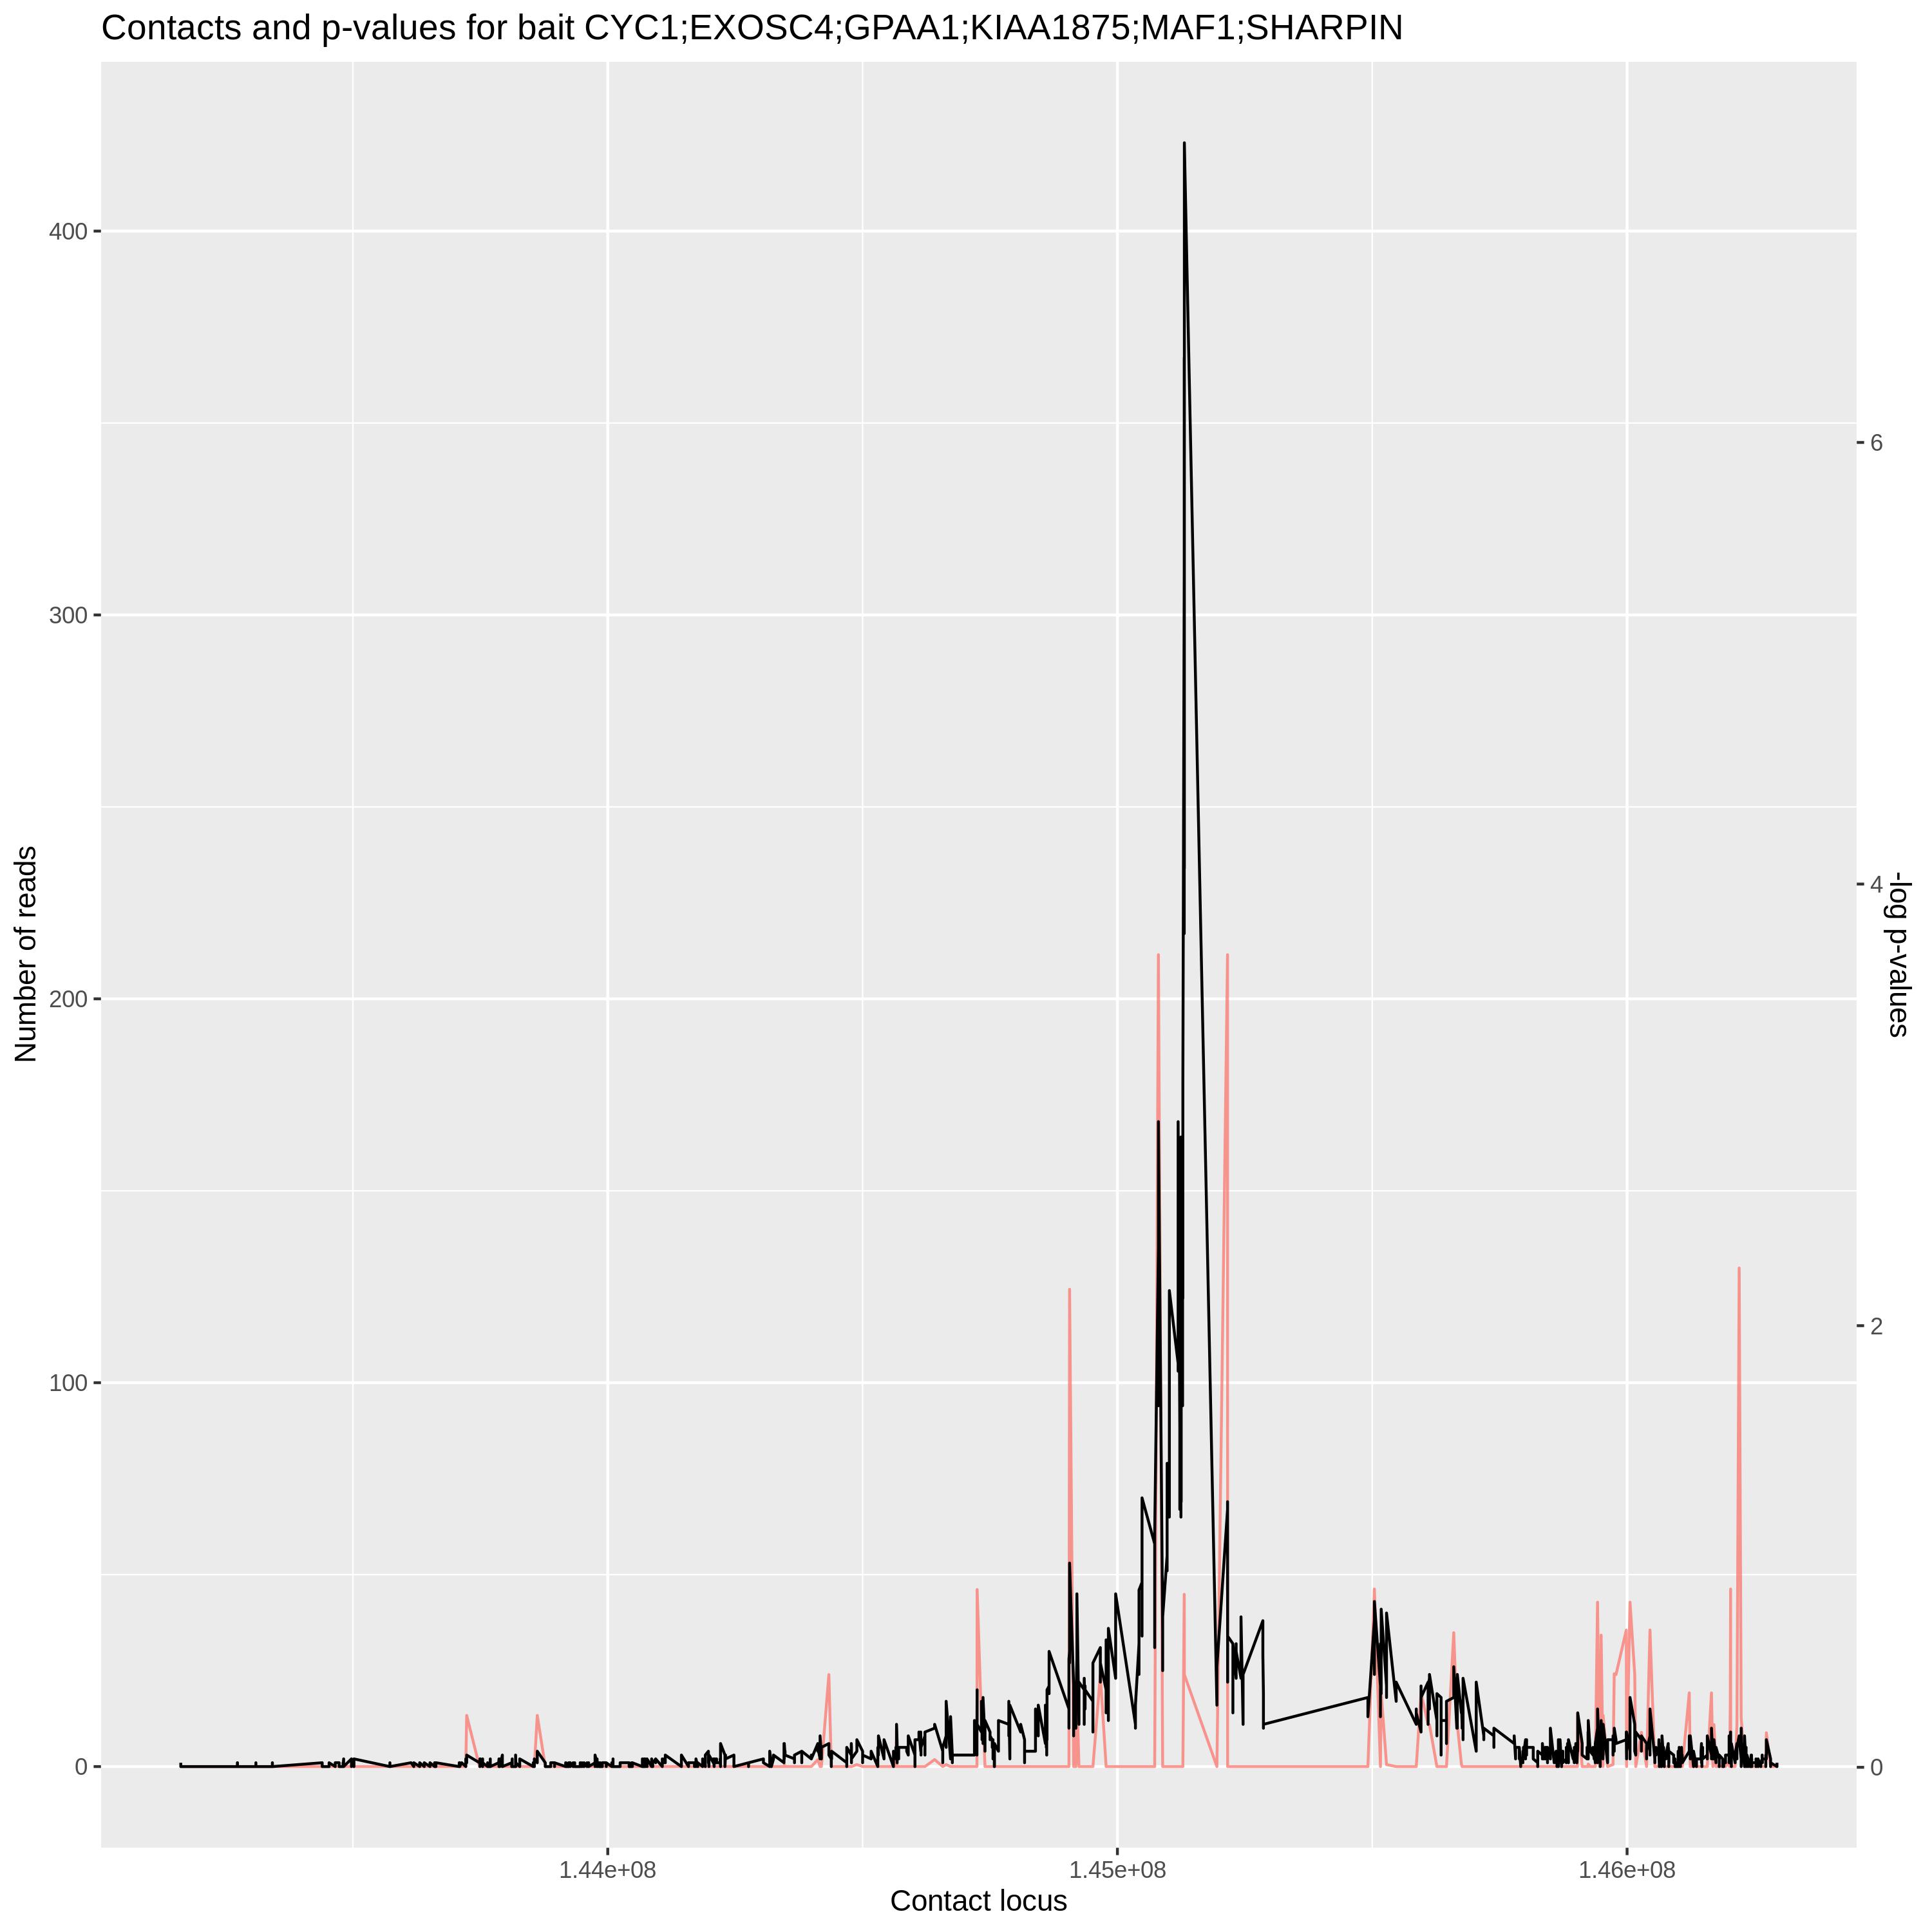 Contacts and p-values for bait CYC1;EXOSC4;GPAA1;KIAA1875;MAF1;SHARPIN
400
300
200
100
0
Number of reads
6
4
2
0
-log p-values
1.44e+08
1.45e+08
1.46e+08
Contact locus